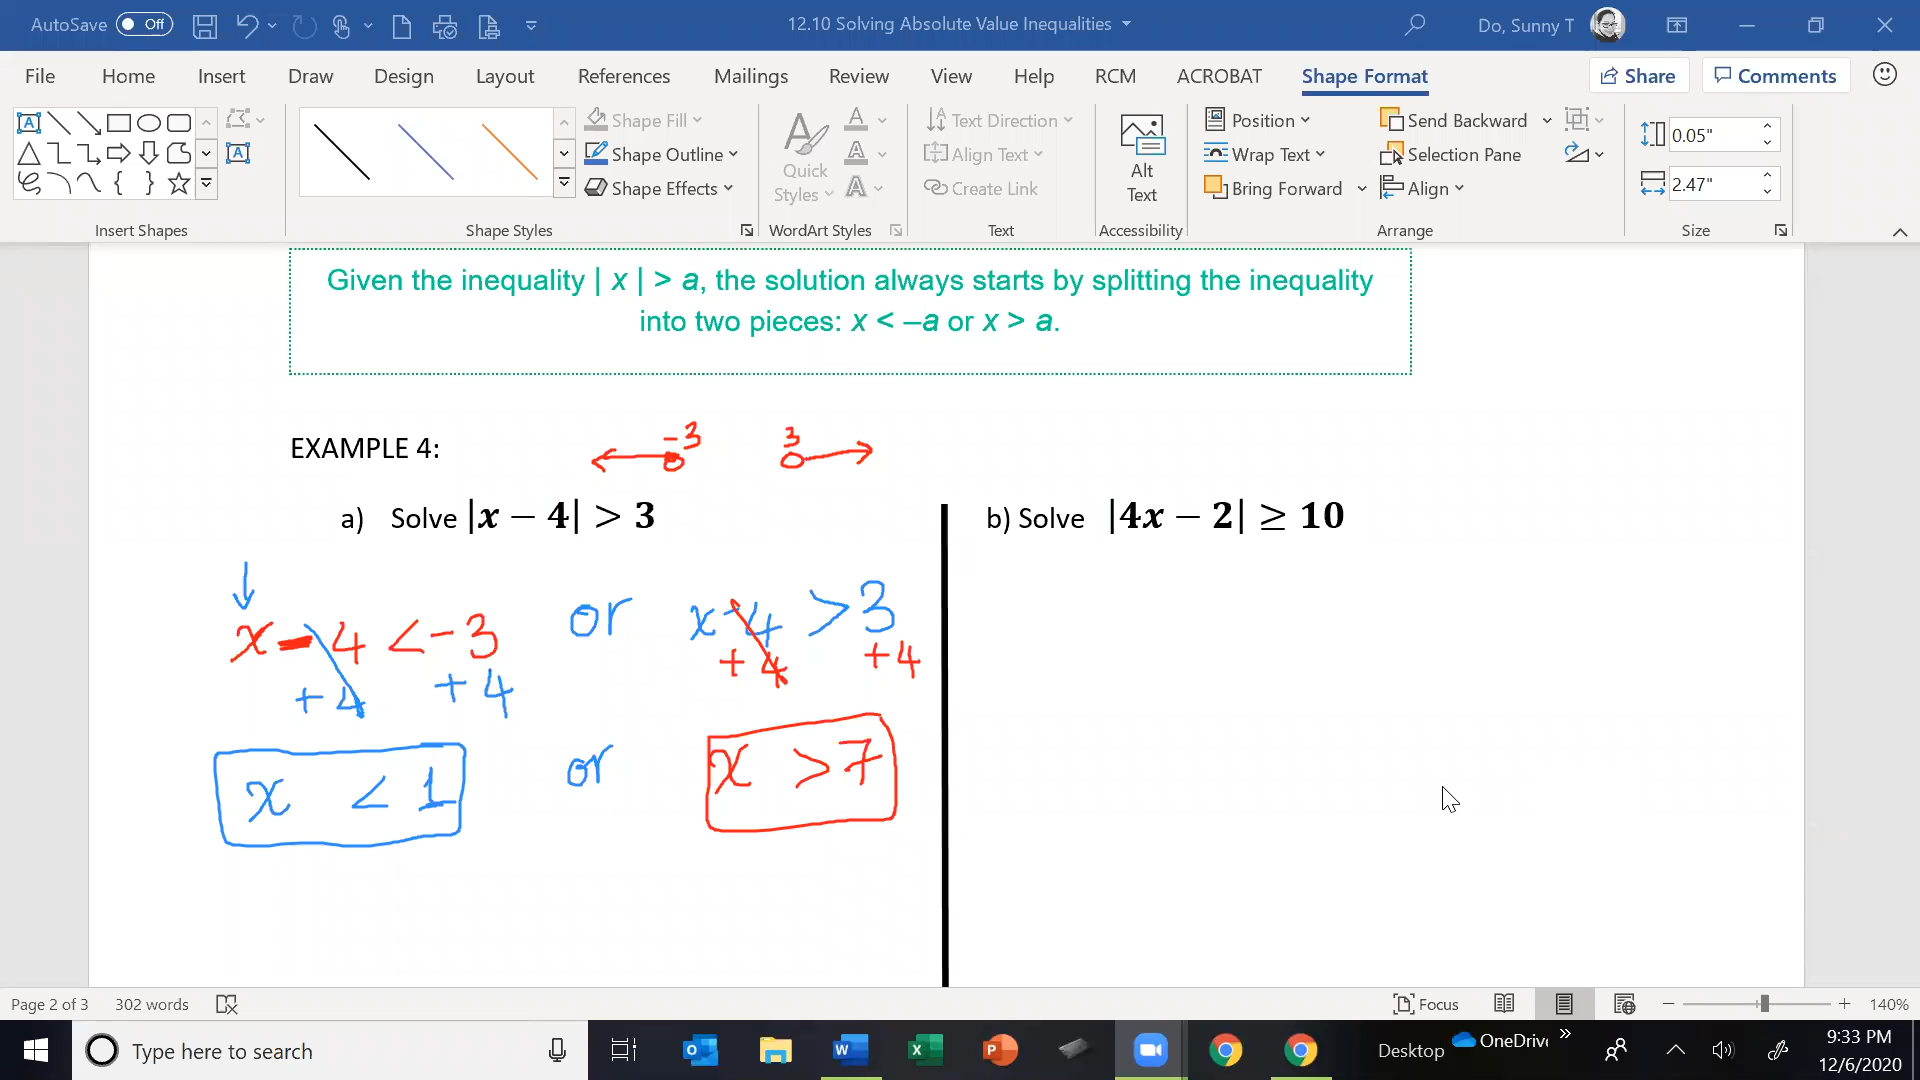 AutoSave Off 12.10 Solving Absolute Value Inequalities Do, Sunny T
File Home Insert Draw Design Layout References Mailings Review View Help RCM ACROBAT Shape Format Share Comments
Shape Fill Text Direction Position Send Backward 0.05"
Shape Outline Align Text Wrap Text Selection Pane
Quick Styles Alt Text
Shape Effects Create Link Bring Forward Align 2.47"
Insert Shapes Shape Styles WordArt Styles Text Accessibility Arrange Size
Given the inequality | x | > a, the solution always starts by splitting the inequality
into two pieces: x < –a or x > a.
EXAMPLE 4: -3 3
a) Solve |x − 4| > 3 b) Solve |4x − 2| ≥ 10
x - 4 < -3 or x - 4 > 3
+ 4 + 4 + 4 + 4
x < 1 or x > 7
Page 2 of 3 302 words Focus 140%
Type here to search Desktop OneDrive 9:33 PM
12/6/2020